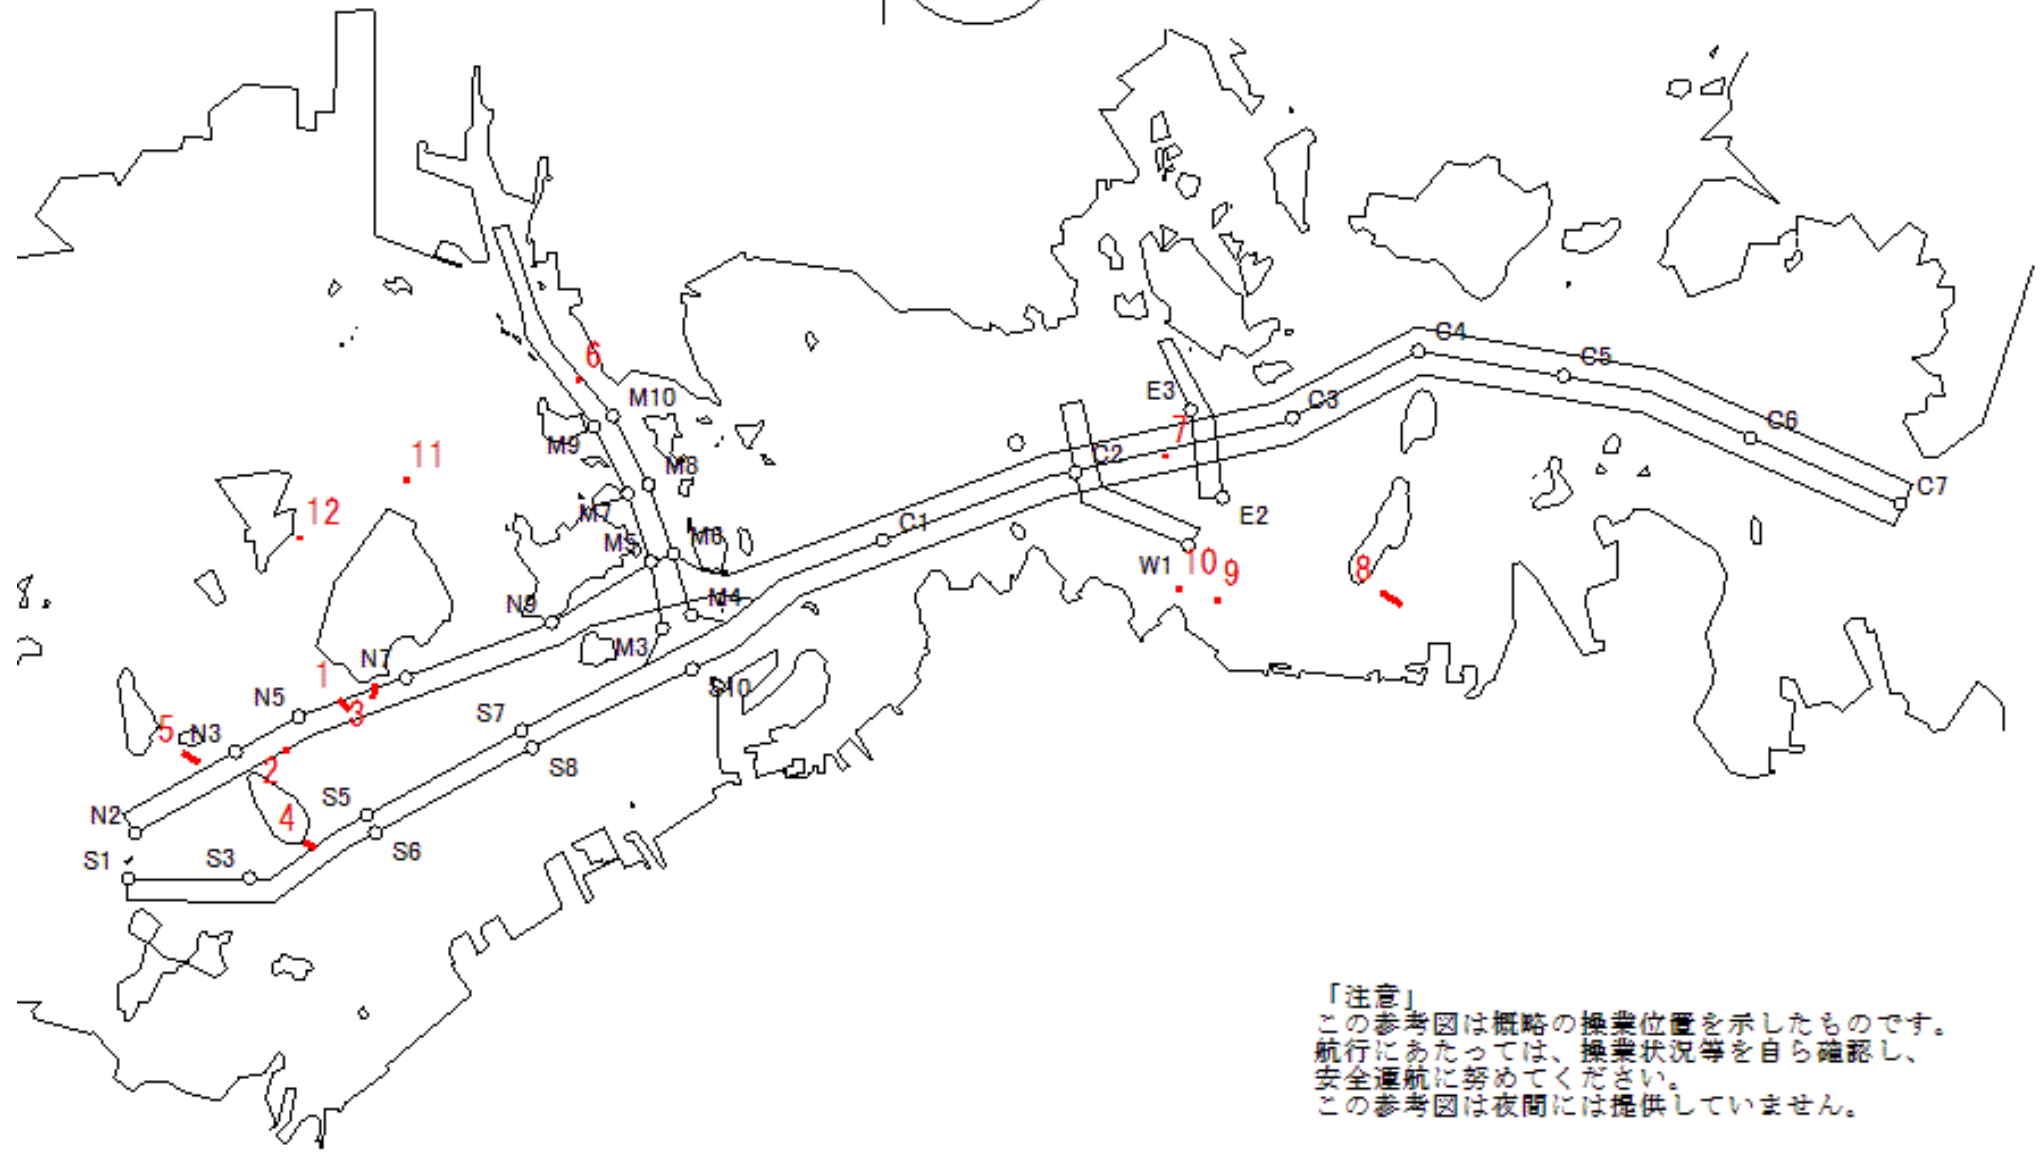 C4
C5
6
M10
E3
C3
7
C6
11
M9
C2
M8
C7
12
M7
E2
C1
M5
M6
W1
10
9
8
N9
M4
M3
1
N7
S10
N5
3
5
N3
S7
2
S8
S5
4
N2
S6
S1
S3
「注意」
この参考図は概略の操業位置を示したものです。
航行にあたっては、操業状況等を自ら確認し、
安全運航に努めてください。
この参考図は夜間には提供していません。